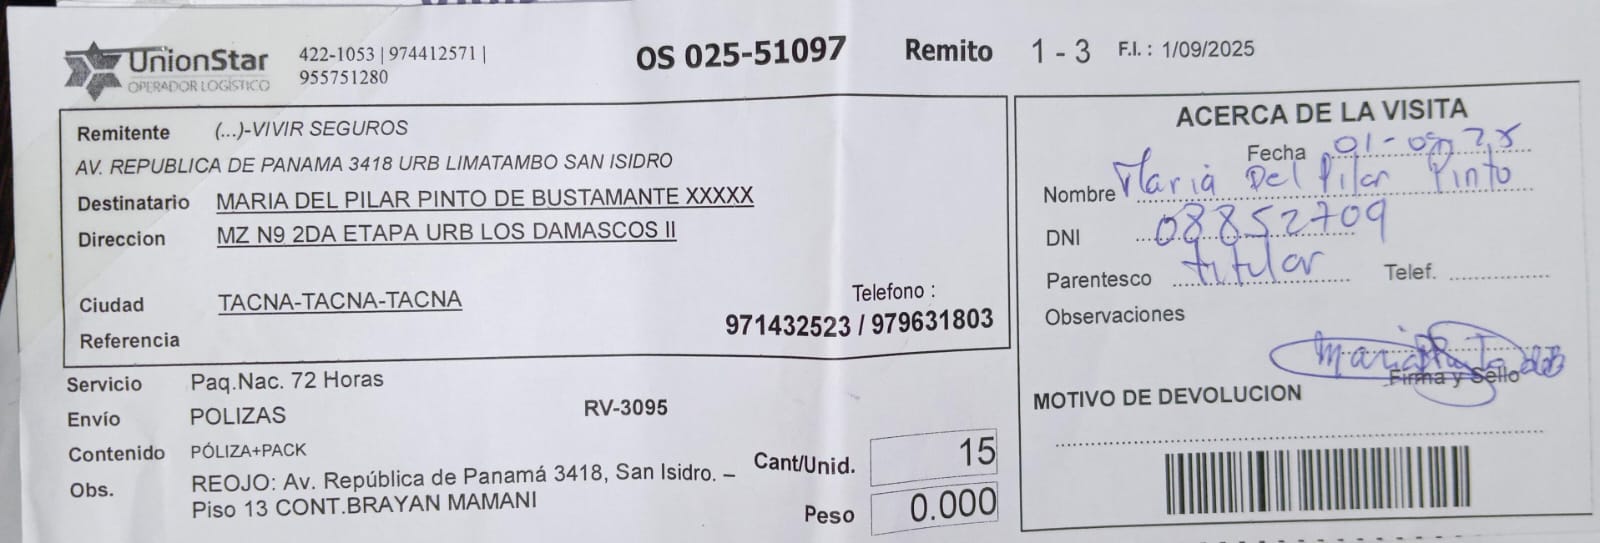 UnionStar
OPERADOR LOGÍSTICO
422-1053 | 974412571 |
955751280
OS 025-51097 Remito 1 - 3 F.I. : 1/09/2025
Remitente (...)-VIVIR SEGUROS
AV. REPUBLICA DE PANAMA 3418 URB LIMATAMBO SAN ISIDRO
Destinatario MARIA DEL PILAR PINTO DE BUSTAMANTE XXXXX
Direccion MZ N9 2DA ETAPA URB LOS DAMASCOS II
Ciudad TACNA-TACNA-TACNA
Telefono :
971432523 / 979631803
Referencia
Servicio Paq.Nac. 72 Horas
Envío POLIZAS RV-3095
Contenido PÓLIZA+PACK
Obs. REOJO: Av. República de Panamá 3418, San Isidro. –
Piso 13 CONT.BRAYAN MAMANI
Cant/Unid. 15
Peso 0.000
ACERCA DE LA VISITA
Fecha 01-09-25
Nombre Maria Del Pilar Pinto
DNI 08852709
Parentesco titular Telef.
Observaciones
Firma y Sello
MOTIVO DE DEVOLUCION